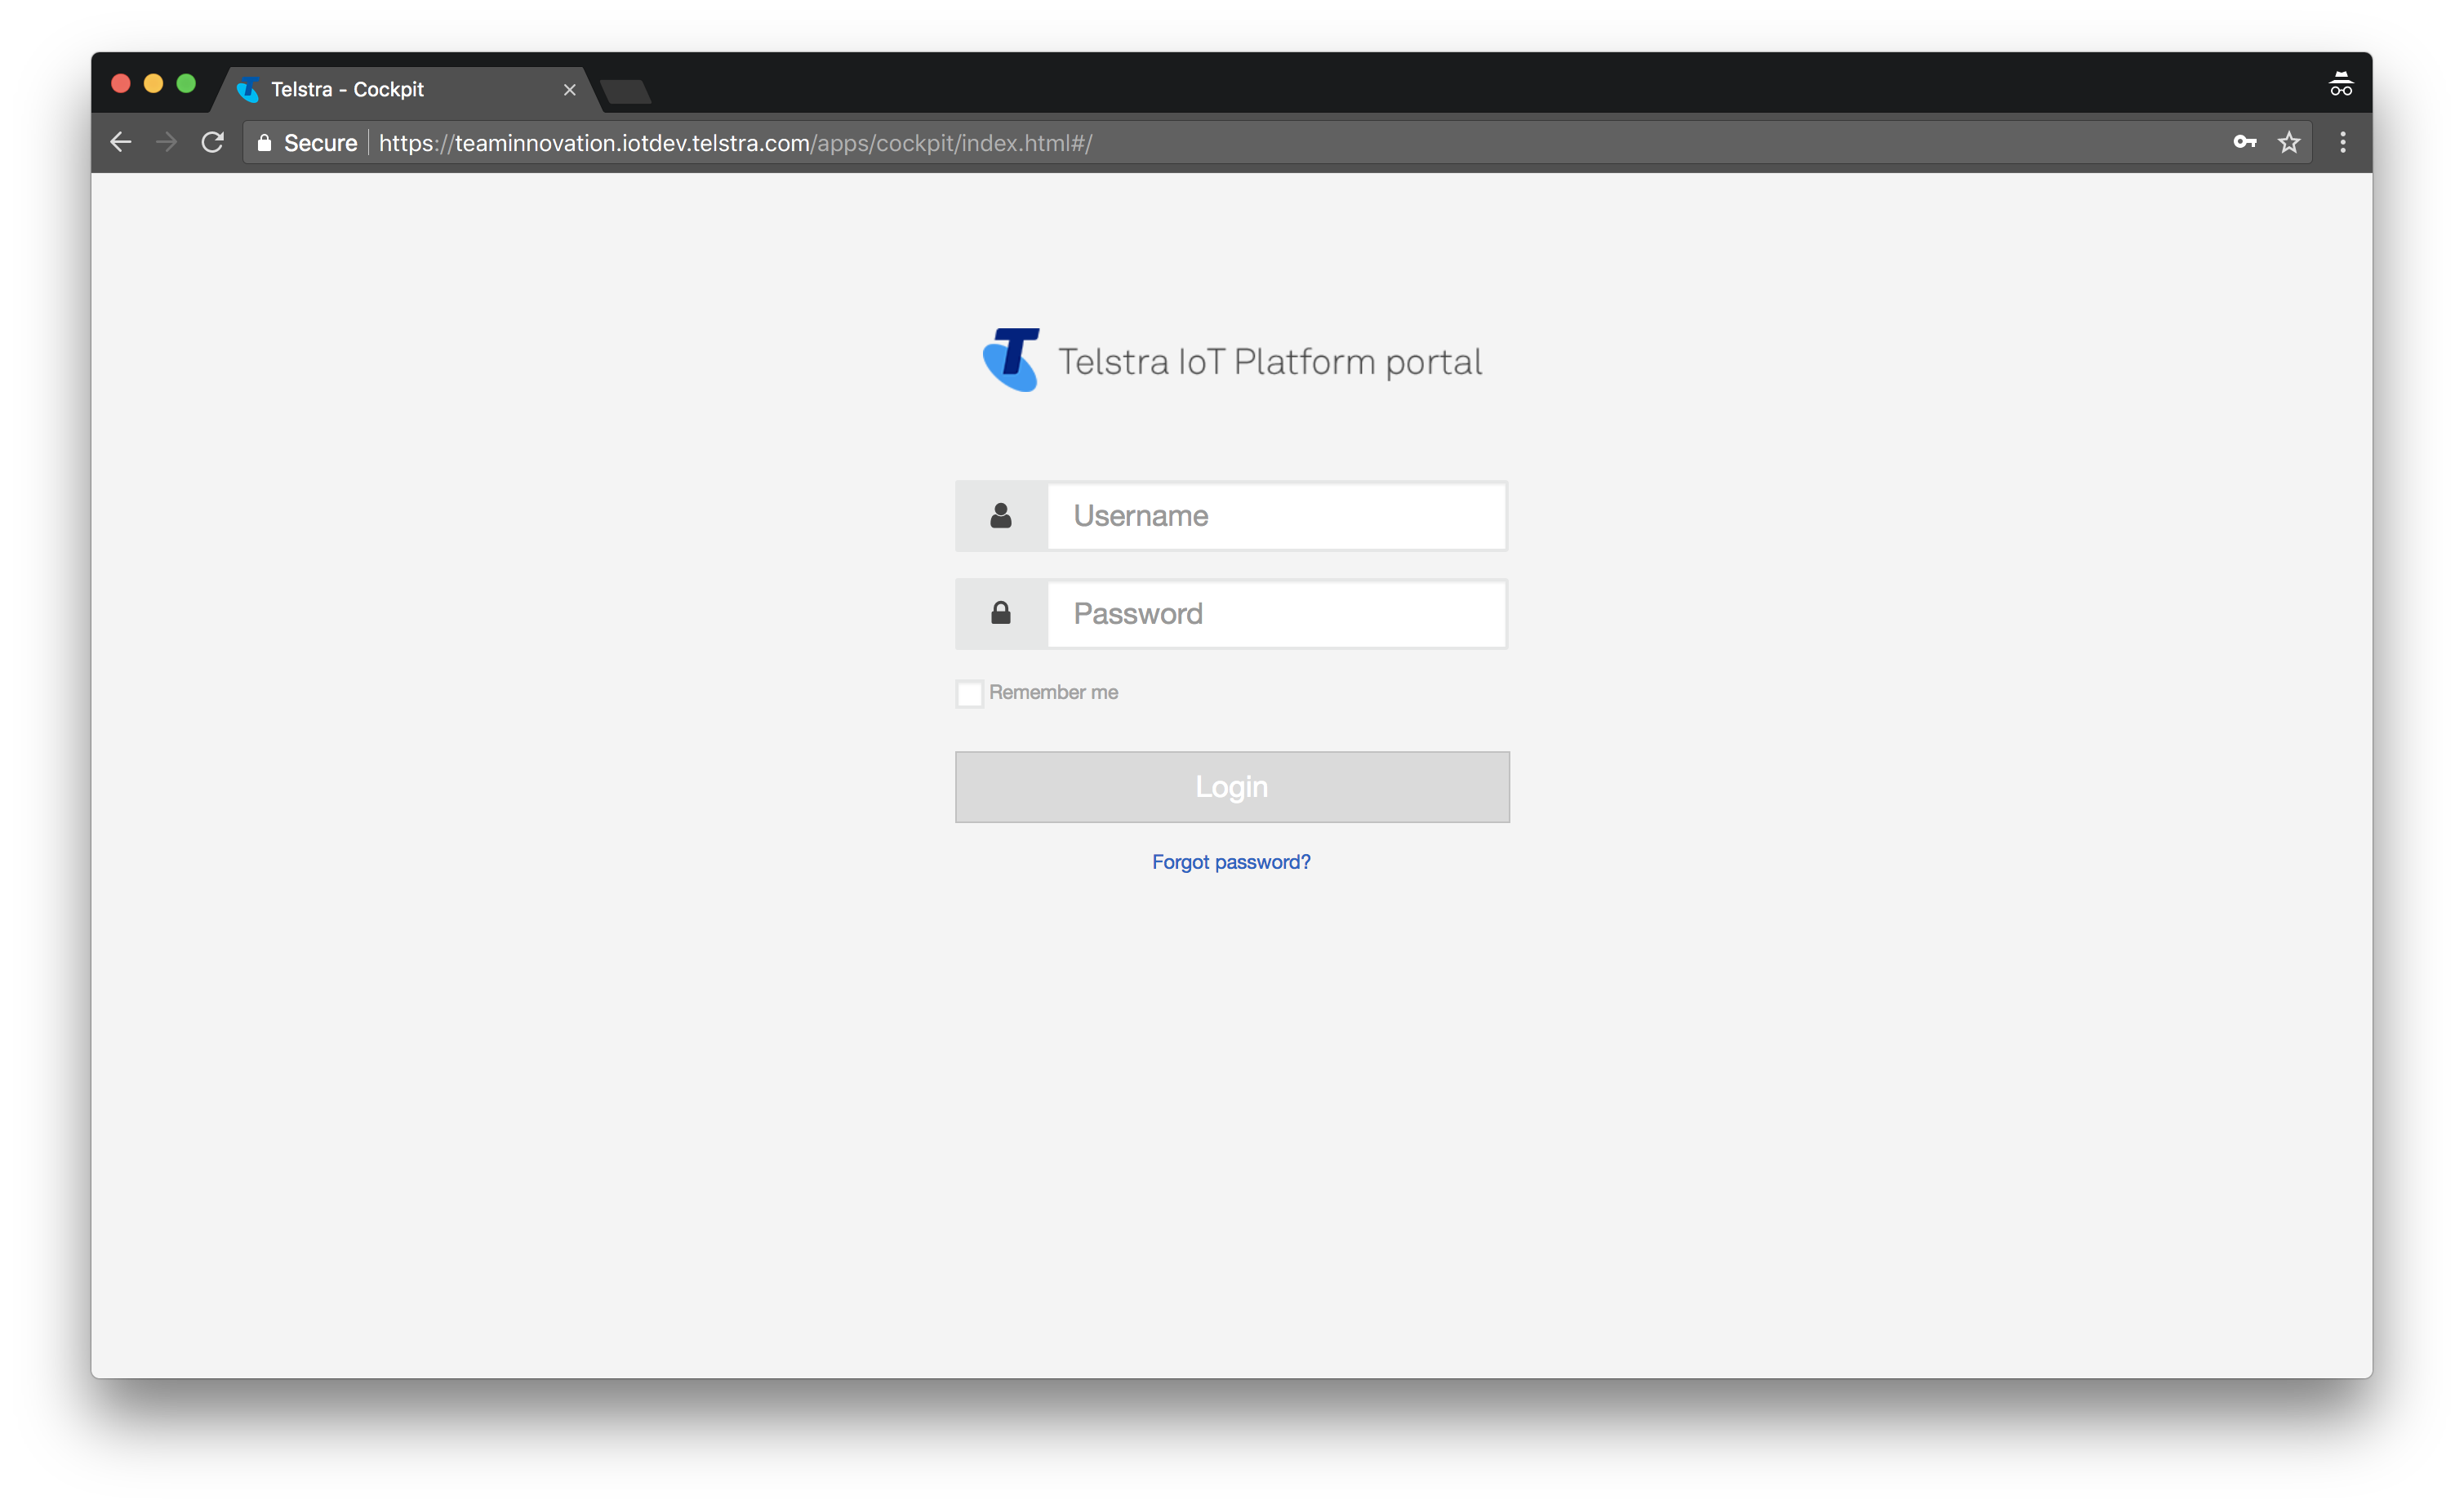 Telstra - Cockpit
Secure https://teaminnovation.iotdev.telstra.com/apps/cockpit/index.html#/
Telstra IoT Platform portal
Username
Password
Remember me
Login
Forgot password?